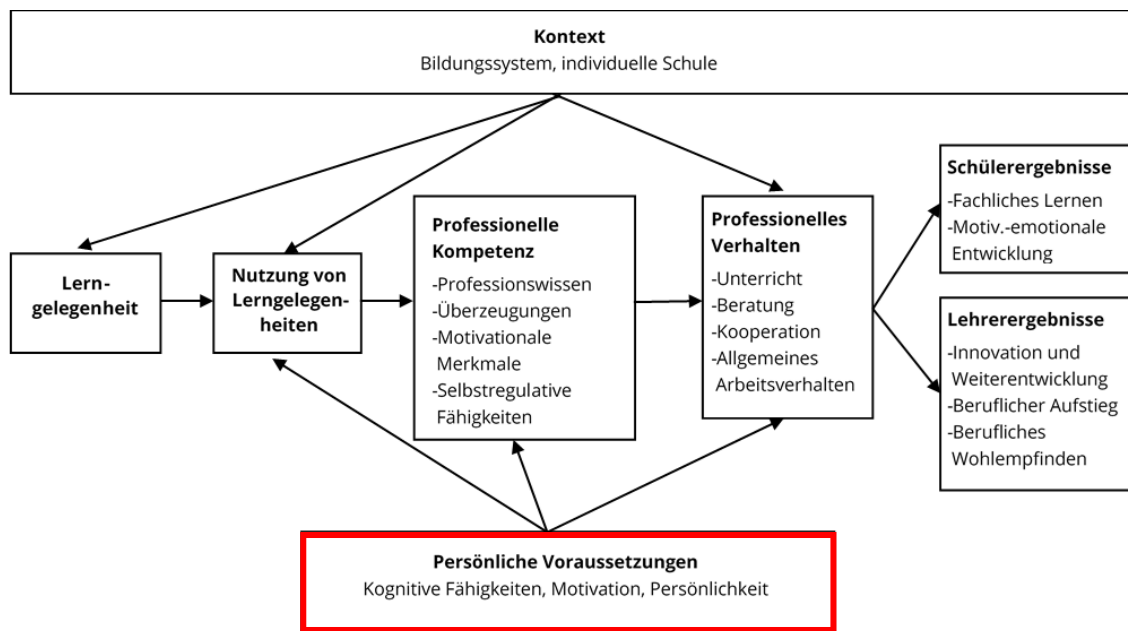 Kontext
Bildungssystem, individuelle Schule
Lern-
gelegenheit
Nutzung von
Lerngelegen-
heiten
Professionelle
Kompetenz
-Professionswissen
-Überzeugungen
-Motivationale
Merkmale
-Selbstregulative
Fähigkeiten
Professionelles
Verhalten
-Unterricht
-Beratung
-Kooperation
-Allgemeines
Arbeitsverhalten
Schülerergebnisse
-Fachliches Lernen
-Motiv.-emotionale
Entwicklung
Lehrerergebnisse
-Innovation und
Weiterentwicklung
-Beruflicher Aufstieg
-Berufliches
Wohlempfinden
Persönliche Voraussetzungen
Kognitive Fähigkeiten, Motivation, Persönlichkeit